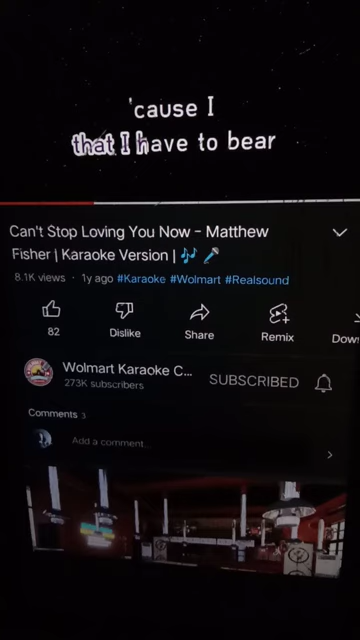 'cause I
that I have to bear
Can't Stop Loving You Now - Matthew
Fisher | Karaoke Version | 🎶 🎤
8.1K views · 1y ago #Karaoke #Wolmart #Realsound
82
Dislike
Share
Remix
Dow
Wolmart Karaoke C...
273K subscribers
SUBSCRIBED
Comments 3
Add a comment...